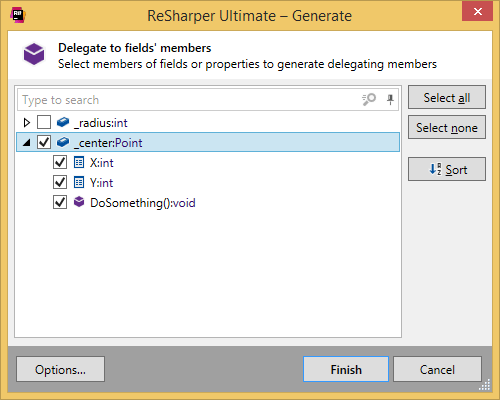 ReSharper Ultimate – Generate
Delegate to fields' members
Select members of fields or properties to generate delegating members
Type to search
_radius:int
_center:Point
X:int
Y:int
DoSomething():void
Select all
Select none
Sort
Options...
Finish
Cancel